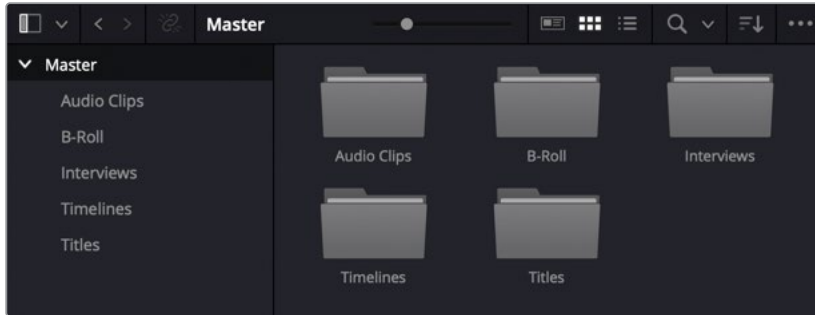 Master
Master
Audio Clips
B-Roll
Interviews
Timelines
Titles
Audio Clips B-Roll Interviews
Timelines Titles